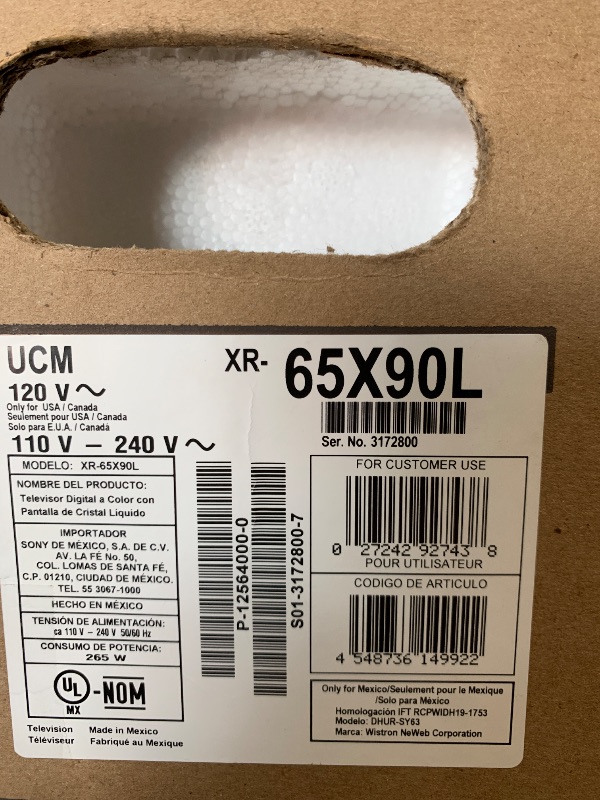 UCM
XR- 65X90L
120 V ~
Only for USA / Canada
Seulement pour USA / Canada
Solo para E.U.A. / Canadá
110 V – 240 V ~
Ser. No. 3172800
MODELO: XR-65X90L
NOMBRE DEL PRODUCTO:
Televisor Digital a Color con
Pantalla de Cristal Liquido
IMPORTADOR
SONY DE MÉXICO, S.A. DE C.V.
AV. LA FÉ No. 50,
COL. LOMAS DE SANTA FÉ,
C.P. 01210, CIUDAD DE MÉXICO.
TEL. 55 3067-1000
HECHO EN MÉXICO
TENSIÓN DE ALIMENTACIÓN:
ca 110 V – 240 V 50/60 Hz
CONSUMO DE POTENCIA:
265 W
UL -NOM
MX
Television Made in Mexico
Téléviseur Fabriqué au Mexique
P-12564000-0
S01-3172800-7
FOR CUSTOMER USE
0 27242 92743 8
POUR UTILISATEUR
CODIGO DE ARTICULO
4 548736 149922
Only for Mexico/Seulement pour le Mexique
/Solo para México
Homologación IFT RCPWIDH19-1753
Modelo: DHUR-SY63
Marca: Wistron NeWeb Corporation